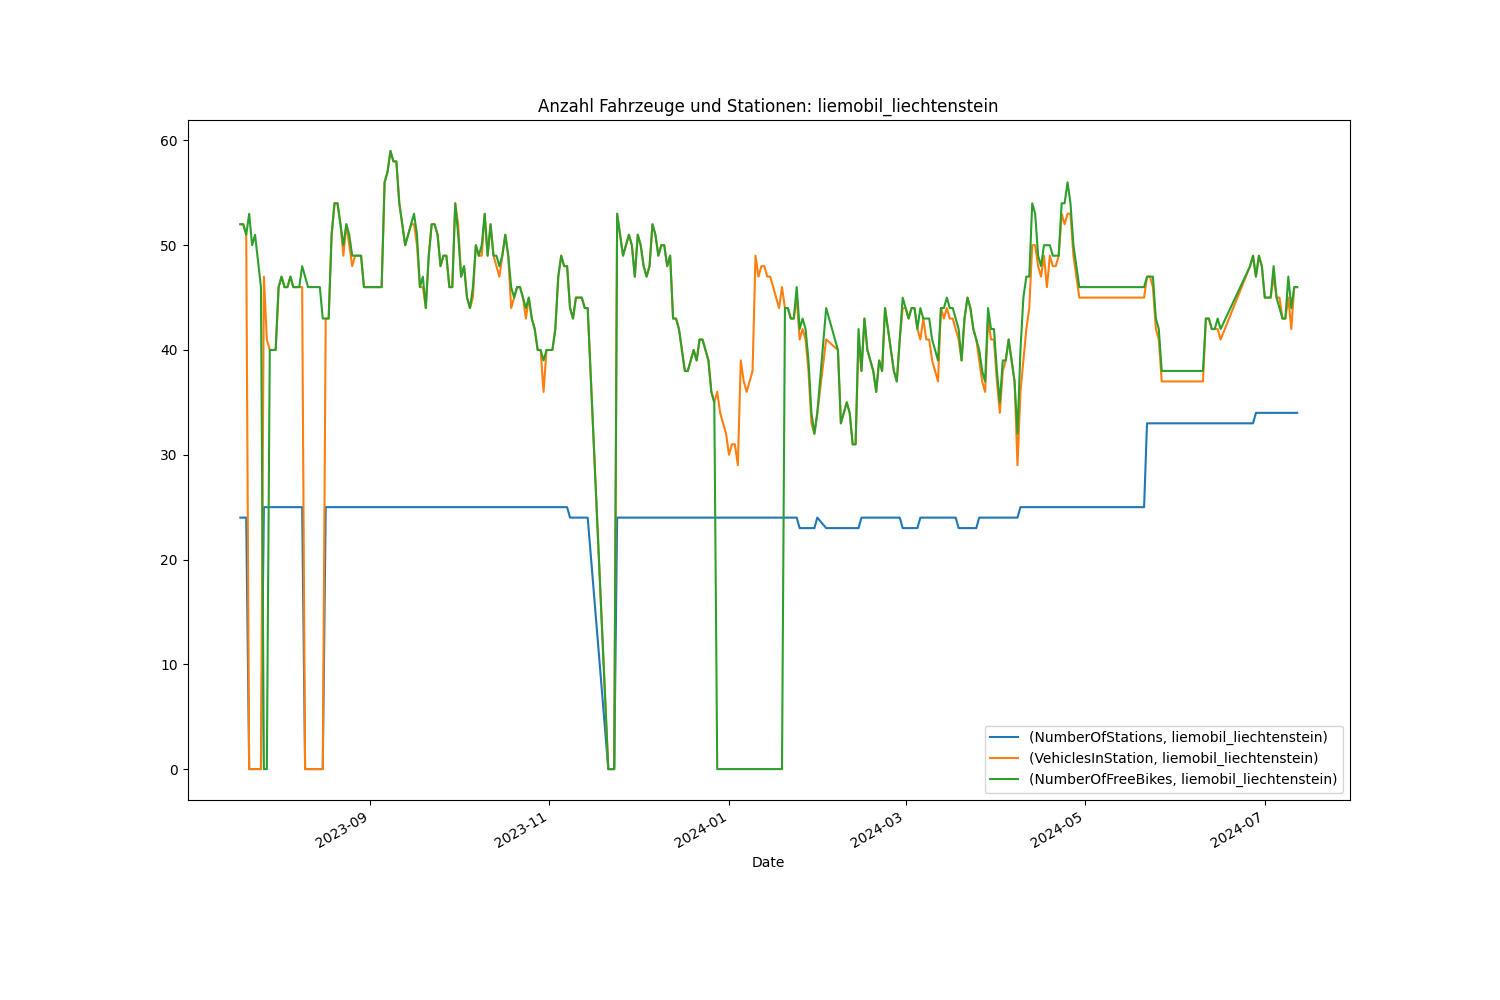 Anzahl Fahrzeuge und Stationen: liemobil_liechtenstein
60
50
40
30
20
10
0
2023-09
2023-11
2024-01
2024-03
2024-05
2024-07
Date
(NumberOfStations, liemobil_liechtenstein)
(VehiclesInStation, liemobil_liechtenstein)
(NumberOfFreeBikes, liemobil_liechtenstein)